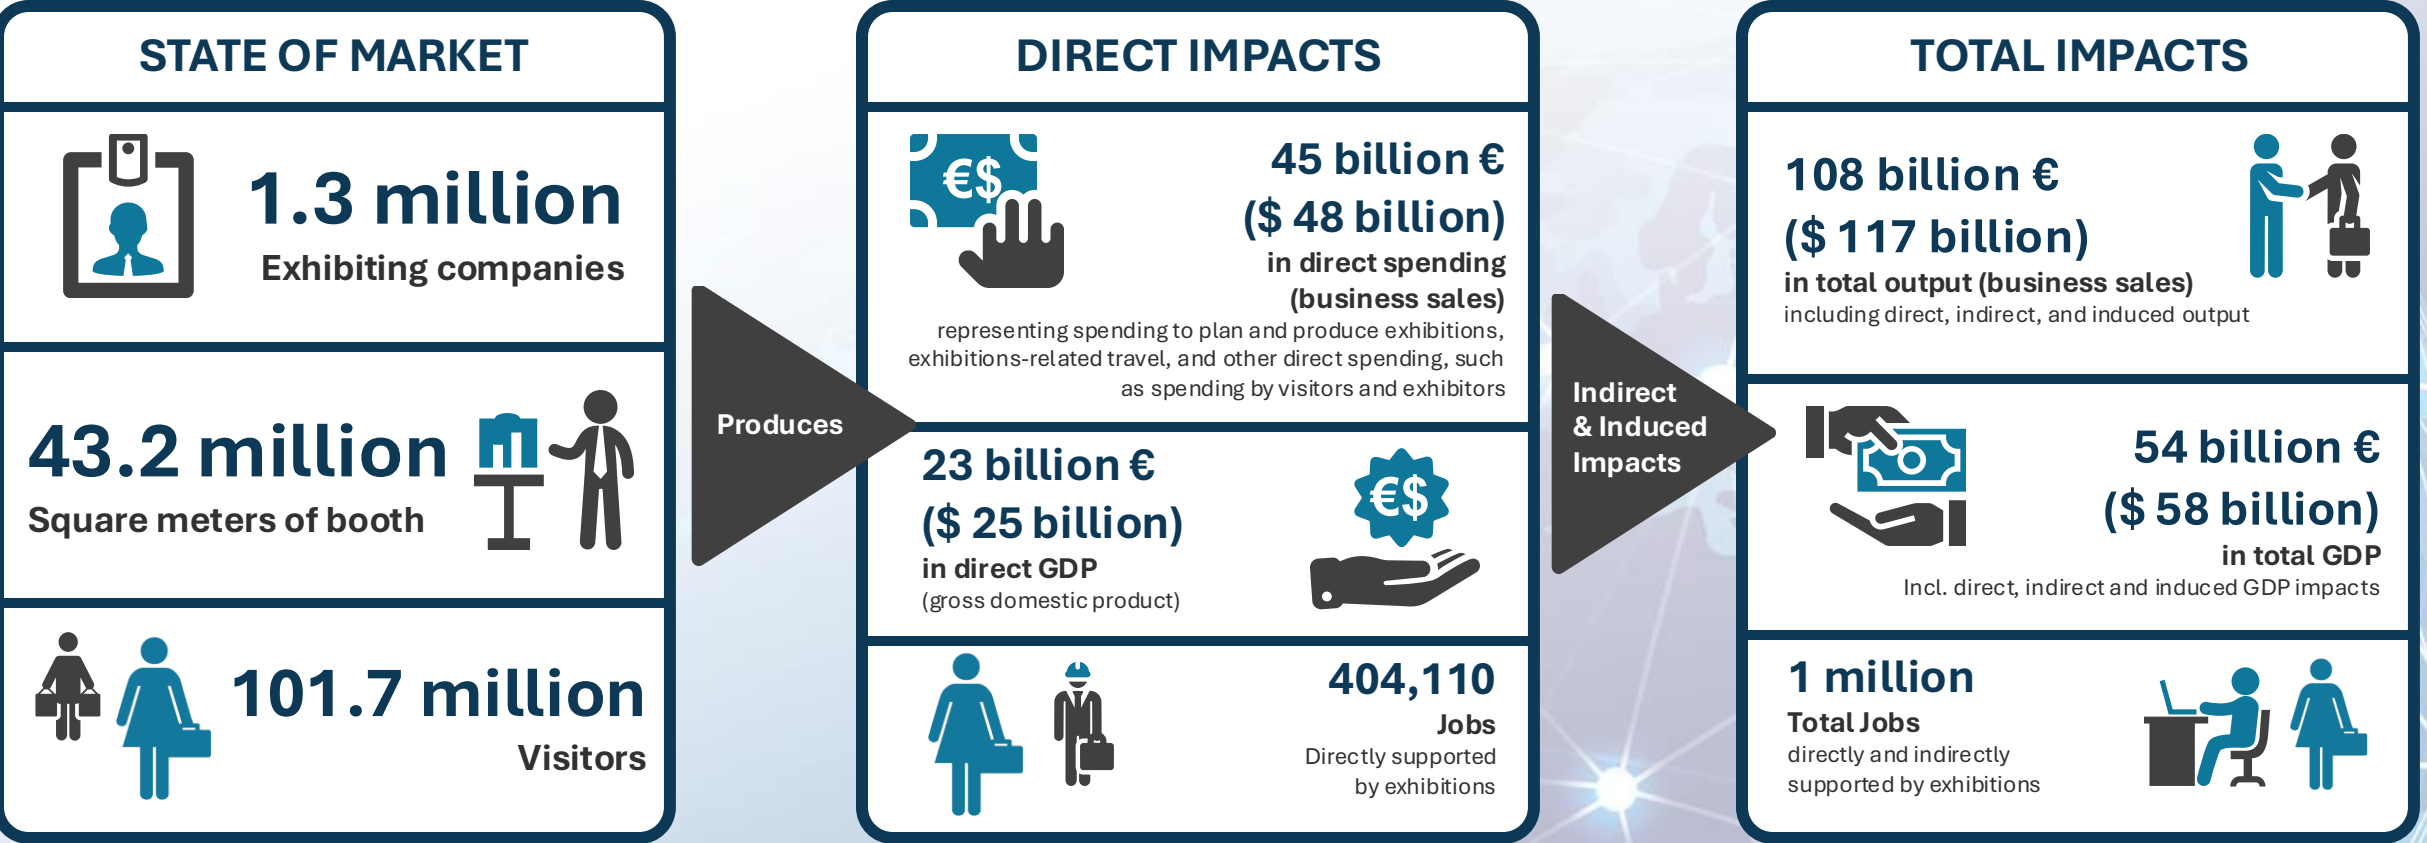 STATE OF MARKET
1.3 million
Exhibiting companies
43.2 million
Square meters of booth
101.7 million
Visitors
Produces
DIRECT IMPACTS
€$
45 billion €
($ 48 billion)
in direct spending
(business sales)
representing spending to plan and produce exhibitions,
exhibitions-related travel, and other direct spending, such
as spending by visitors and exhibitors
23 billion €
($ 25 billion)
in direct GDP
(gross domestic product)
€$
404,110
Jobs
Directly supported
by exhibitions
Indirect
& Induced
Impacts
TOTAL IMPACTS
108 billion €
($ 117 billion)
in total output (business sales)
including direct, indirect, and induced output
54 billion €
($ 58 billion)
in total GDP
Incl. direct, indirect and induced GDP impacts
1 million
Total Jobs
directly and indirectly
supported by exhibitions